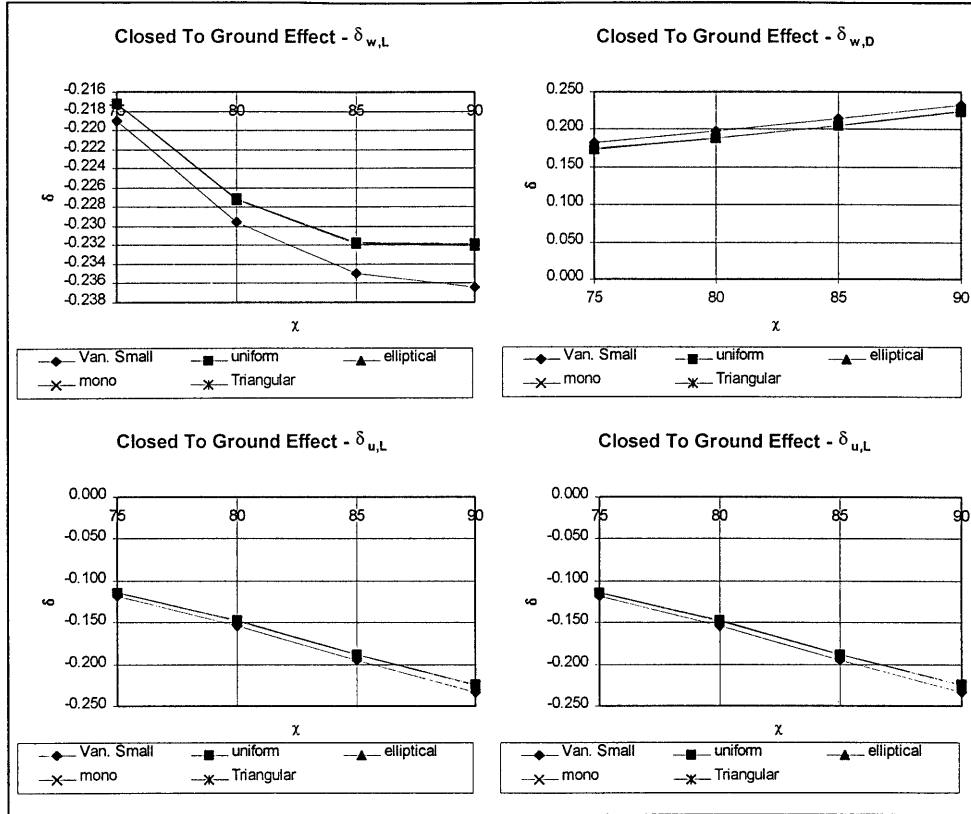 Closed To Ground Effect - δw,L
-0.216
-0.218
-0.220
-0.222
-0.224
-0.226
-0.228
-0.230
-0.232
-0.234
-0.236
-0.238
δ
75
80
85
90
χ
Van. Small
uniform
elliptical
mono
Triangular
Closed To Ground Effect - δw,D
0.250
0.200
0.150
0.100
0.050
0.000
δ
75
80
85
90
χ
Van. Small
uniform
elliptical
mono
Triangular
Closed To Ground Effect - δu,L
0.000
-0.050
-0.100
-0.150
-0.200
-0.250
δ
75
80
85
90
χ
Van. Small
uniform
elliptical
mono
Triangular
Closed To Ground Effect - δu,L
0.000
-0.050
-0.100
-0.150
-0.200
-0.250
δ
75
80
85
90
χ
Van. Small
uniform
elliptical
mono
Triangular